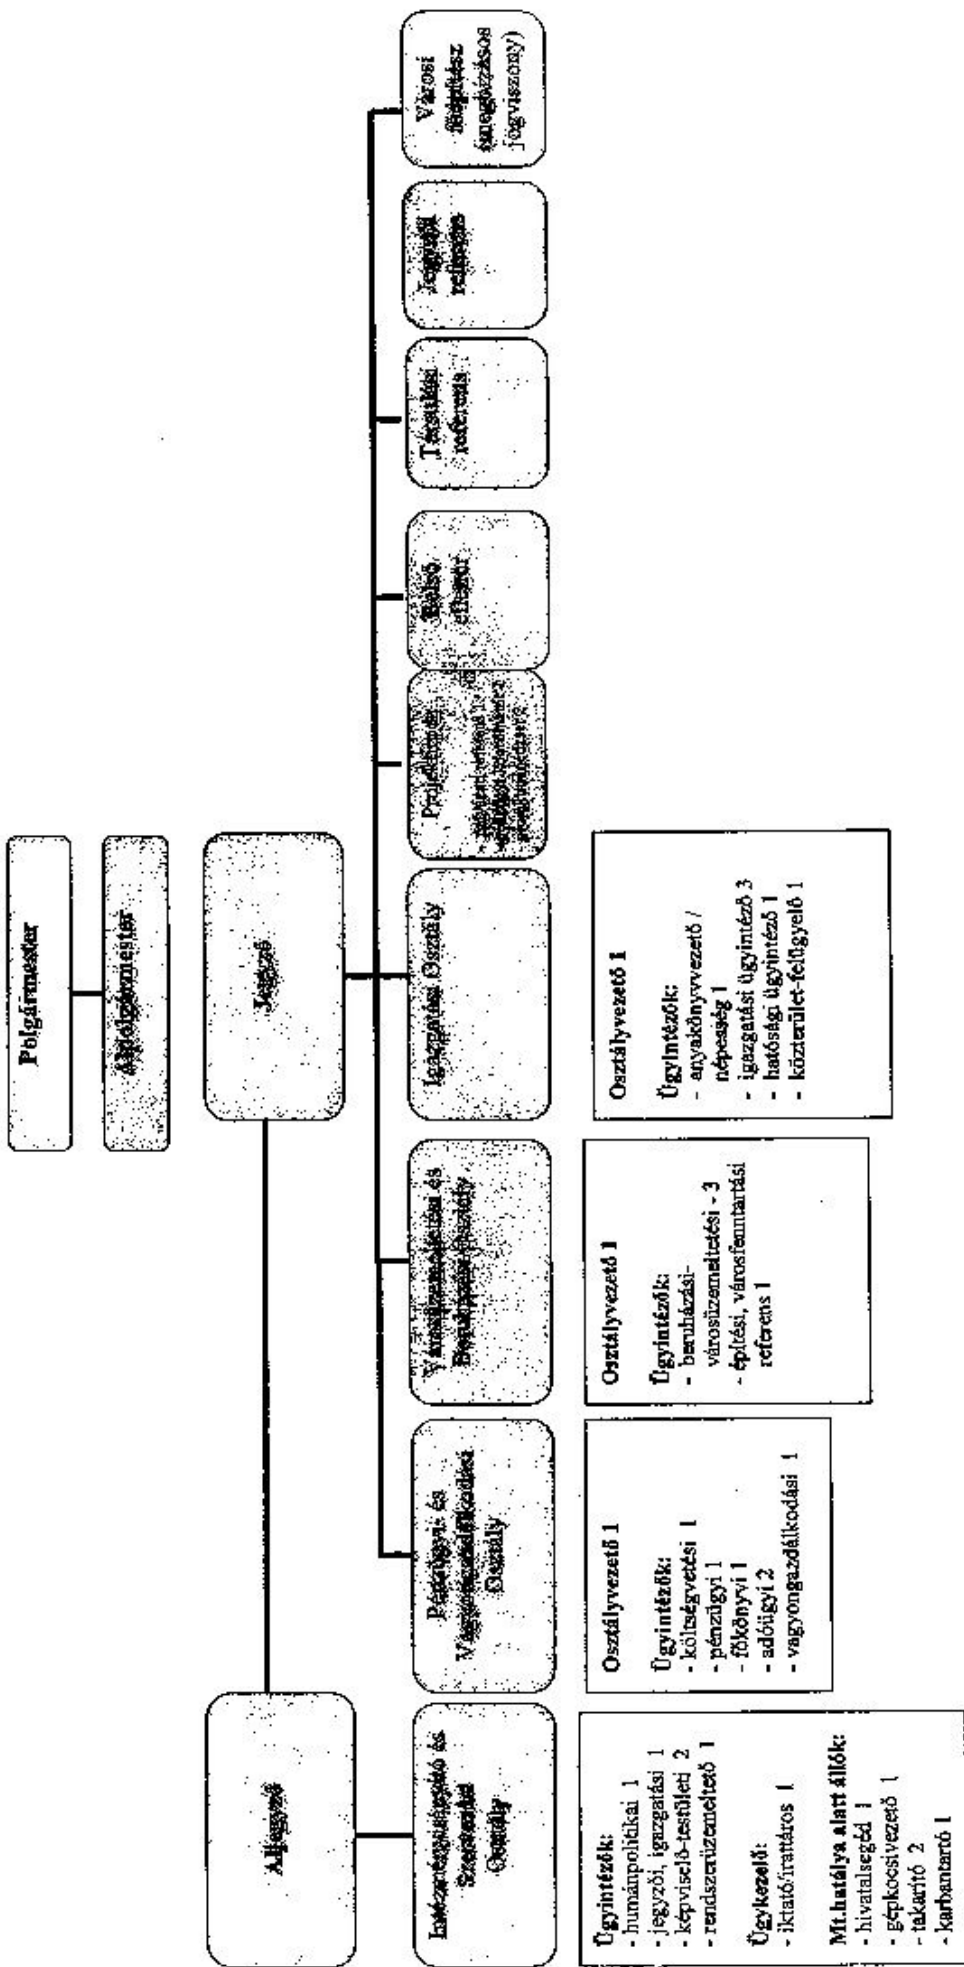 Polgármester
Alpolgármester
Jegyző
Aljegyző
Intézményirányító és
Szervezési
Osztály
Pénzügyi és
Vagyongazdálkodási
Osztály
Városüzemeltetési és
Beruházási Osztály
Igazgatási Osztály
Belső
ellenőr
Társulási
referens
Jegyzői
referens
Városi
főépítész
(megbízásos
jogviszony)
Ügyintézők:
- humánpolitikai 1
- jegyzői, igazgatási 1
- képviselő-testületi 2
- rendszerüzemeltető 1
Ügykezelő:
- iktató/irattáros 1
Mt.hatálya alatt állók:
- hivatalsegéd 1
- gépkocsivezető 1
- takarító 2
- karbantartó 1
Osztályvezető 1
Ügyintézők:
- költségvetési 1
- pénzügyi 1
- főkönyvi 1
- adóügyi 2
- vagyongazdálkodási 1
Osztályvezető 1
Ügyintézők:
- beruházási-
városüzemeltetési - 3
- építési, városfenntartási
referens 1
Osztályvezető 1
Ügyintézők:
- anyakönyvvezető /
népesség 1
- igazgatási ügyintéző 3
- hatósági ügyintéző 1
- közterület-felügyelő 1